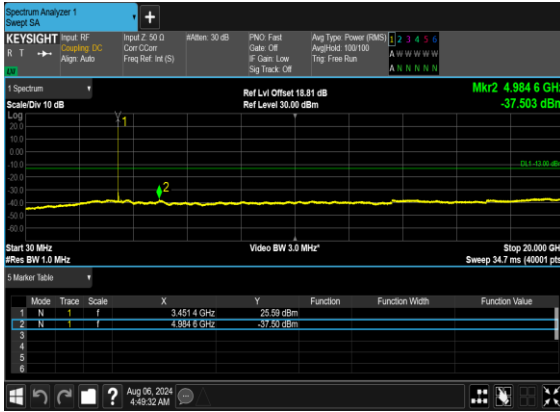 Spectrum Analyzer 1
Swept SA
+
KEYSIGHT
R T
LV
Input: RF
Coupling: DC
Align: Auto
Input Z: 50 Ω
Corr CCorr
Freq Ref: Int (S)
#Atten: 30 dB
PNO: Fast
Gate: Off
IF Gain: Low
Sig Track: Off
Avg Type: Power (RMS)
Avg|Hold: 100/100
Trig: Free Run
1 2 3 4 5 6
A W W W W W
A N N N N N
1 Spectrum
Scale/Div 10 dB
Log
Ref Lvl Offset 18.81 dB
Ref Level 30.00 dBm
Mkr2 4.984 6 GHz
-37.503 dBm
20.0
10.0
0.00
-10.0
-20.0
-30.0
-40.0
-50.0
-60.0
1
2
DL1 -13.00 dBm
Start 30 MHz
#Res BW 1.0 MHz
Video BW 3.0 MHz*
Stop 20.000 GH
Sweep 34.7 ms (40001 pts
5 Marker Table
Mode Trace Scale X Y Function Function Width Function Value
1 N 1 f 3.451 4 GHz 25.59 dBm
2 N 1 f 4.984 6 GHz -37.50 dBm
3
4
5
6
?
Aug 06, 2024
4:49:32 AM